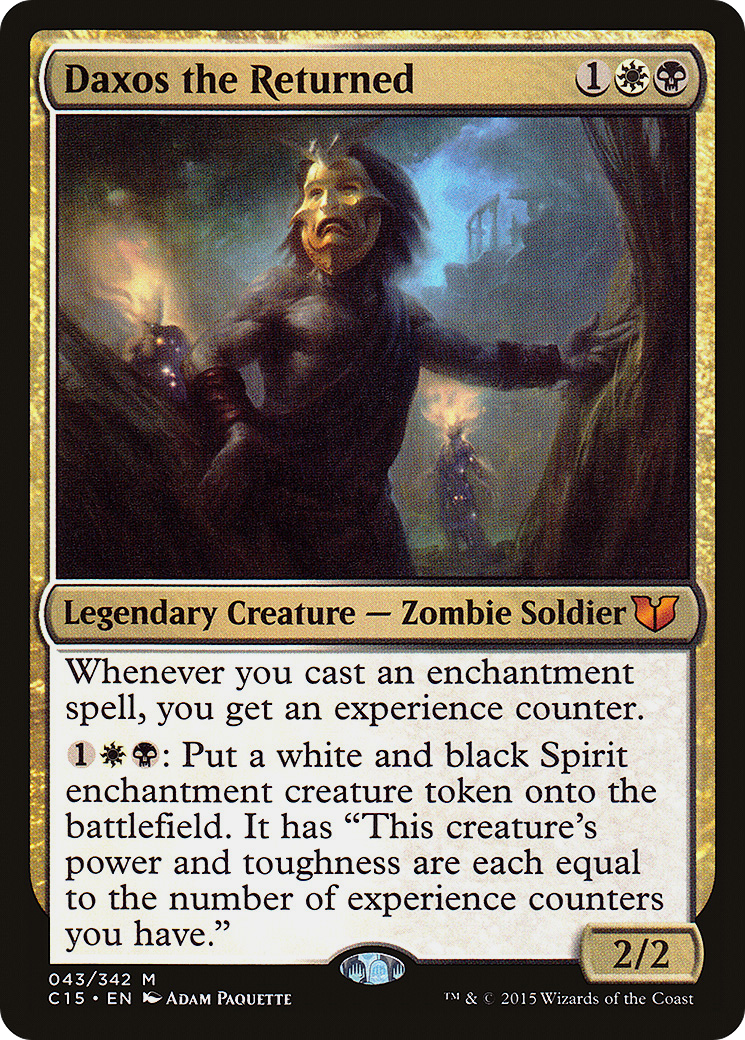 Daxos the Returned 1
Legendary Creature — Zombie Soldier
Whenever you cast an enchantment
spell, you get an experience counter.
1 : Put a white and black Spirit
enchantment creature token onto the
battlefield. It has “This creature’s
power and toughness are each equal
to the number of experience counters
you have.”
2/2
043/342 M
C15 • EN Adam Paquette
™ & © 2015 Wizards of the Coast